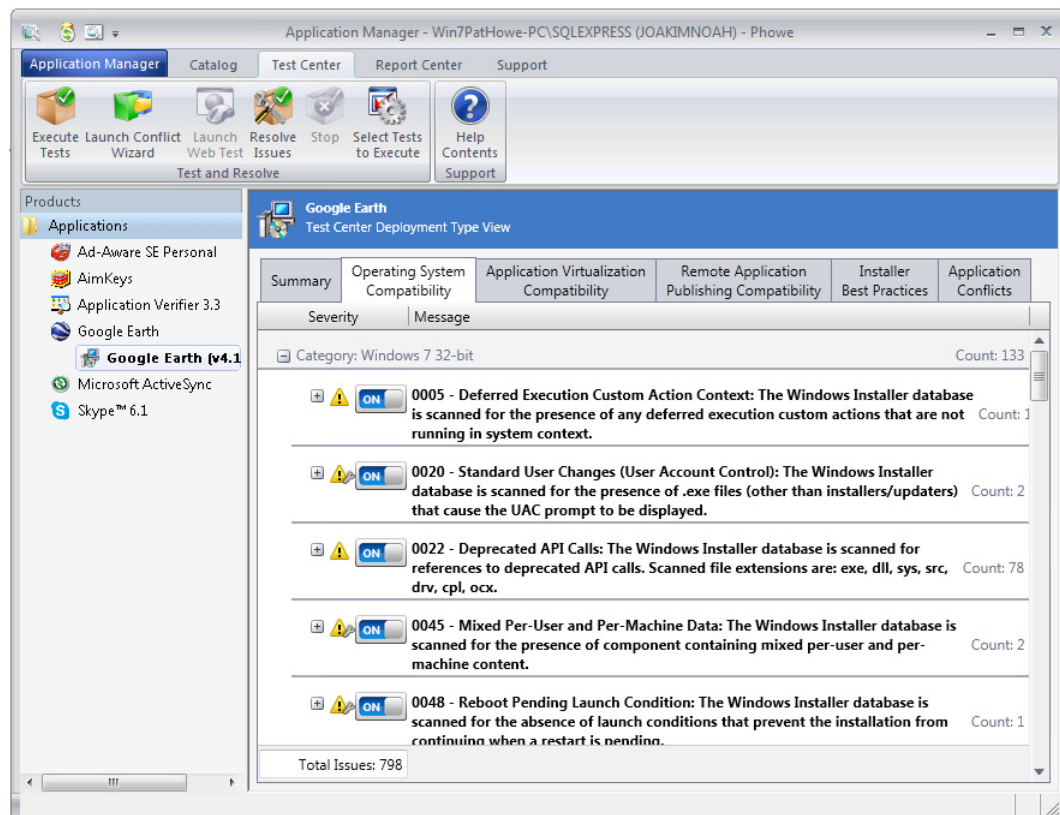 Application Manager - Win7PatHowe-PC\SQLEXPRESS (JOAKIMNOAH) - Phowe
Application Manager Catalog Test Center Report Center Support
Execute Tests
Launch Conflict Wizard
Launch Web Test
Resolve Issues
Stop
Select Tests to Execute
Help Contents
Test and Resolve
Support
Products
Applications
Ad-Aware SE Personal
AimKeys
Application Verifier 3.3
Google Earth
Google Earth (v4.1
Microsoft ActiveSync
Skype™ 6.1
Google Earth
Test Center Deployment Type View
Summary
Operating System Compatibility
Application Virtualization Compatibility
Remote Application Publishing Compatibility
Installer Best Practices
Application Conflicts
Severity Message
Category: Windows 7 32-bit Count: 133
ON 0005 - Deferred Execution Custom Action Context: The Windows Installer database
is scanned for the presence of any deferred execution custom actions that are not Count: 1
running in system context.
ON 0020 - Standard User Changes (User Account Control): The Windows Installer
database is scanned for the presence of .exe files (other than installers/updaters) Count: 2
that cause the UAC prompt to be displayed.
ON 0022 - Deprecated API Calls: The Windows Installer database is scanned for
references to deprecated API calls. Scanned file extensions are: exe, dll, sys, src, Count: 78
drv, cpl, ocx.
ON 0045 - Mixed Per-User and Per-Machine Data: The Windows Installer database is
scanned for the presence of component containing mixed per-user and per- Count: 2
machine content.
ON 0048 - Reboot Pending Launch Condition: The Windows Installer database is
scanned for the absence of launch conditions that prevent the installation from Count: 1
continuing when a restart is pending.
Total Issues: 798